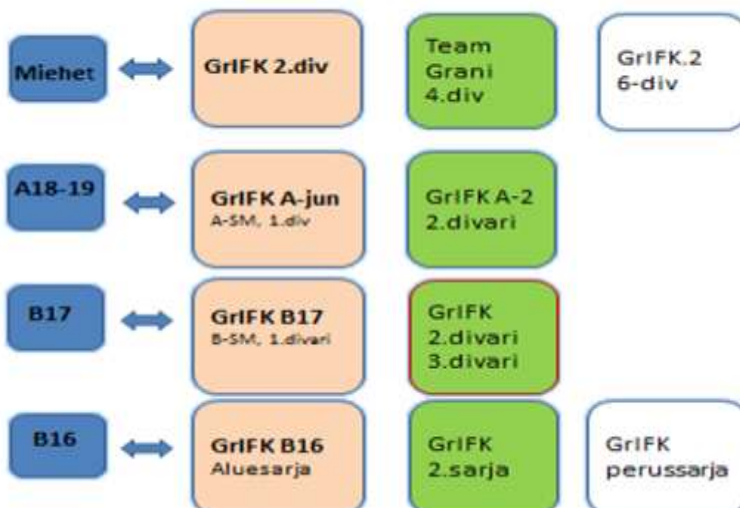 Miehet
GrIFK 2.div
Team
Grani
4.div
GrIFK.2
6-div
A18-19
GrIFK A-jun
A-SM, 1.div
GrIFK A-2
2.divari
B17
GrIFK B17
B-SM, 1.divari
GrIFK
2.divari
3.divari
B16
GrIFK B16
Aluesarja
GrIFK
2.sarja
GrIFK
perussarja